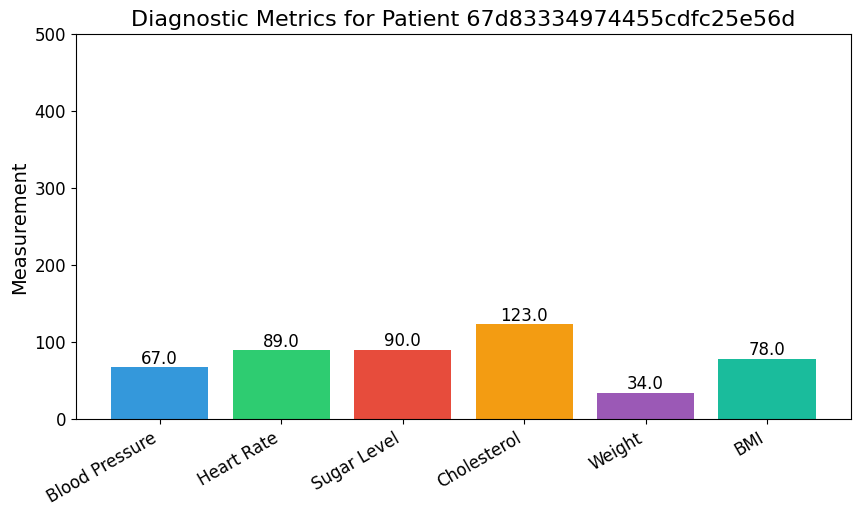 Diagnostic Metrics for Patient 67d83334974455cdfc25e56d
Measurement
500
400
300
200
100
0
67.0
89.0
90.0
123.0
34.0
78.0
Blood Pressure
Heart Rate
Sugar Level
Cholesterol
Weight
BMI